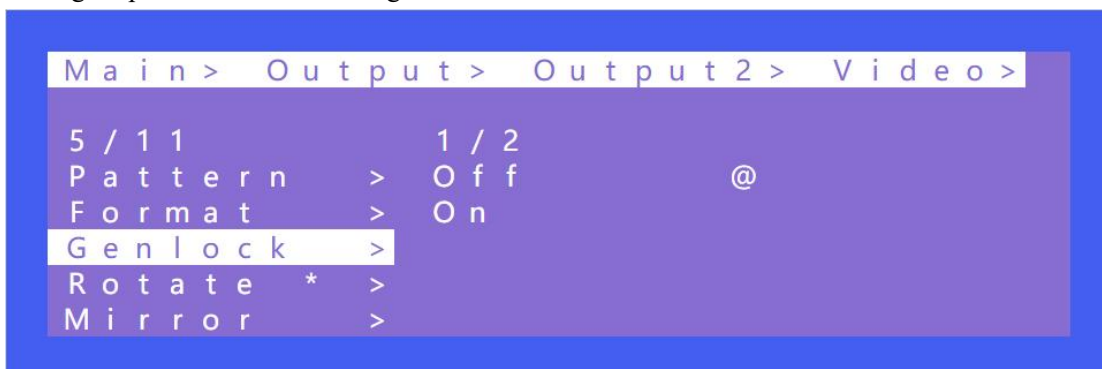 Main> Output> Output2> Video>
5/11 1/2
Pattern > Off @
Format > On
Genlock >
Rotate * >
Mirror >